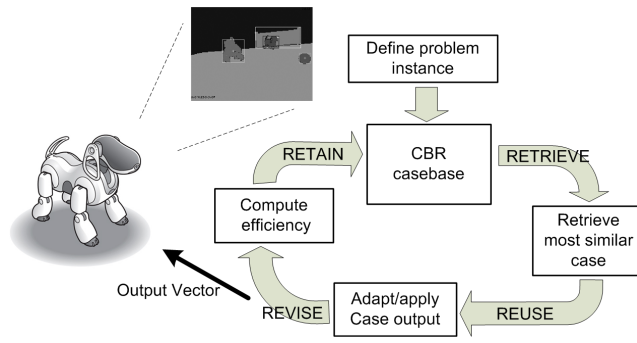 Define problem
instance
RETAIN
CBR
casebase
RETRIEVE
Compute
efficiency
Retrieve
most similar
case
Output Vector
REVISE
Adapt/apply
Case output
REUSE